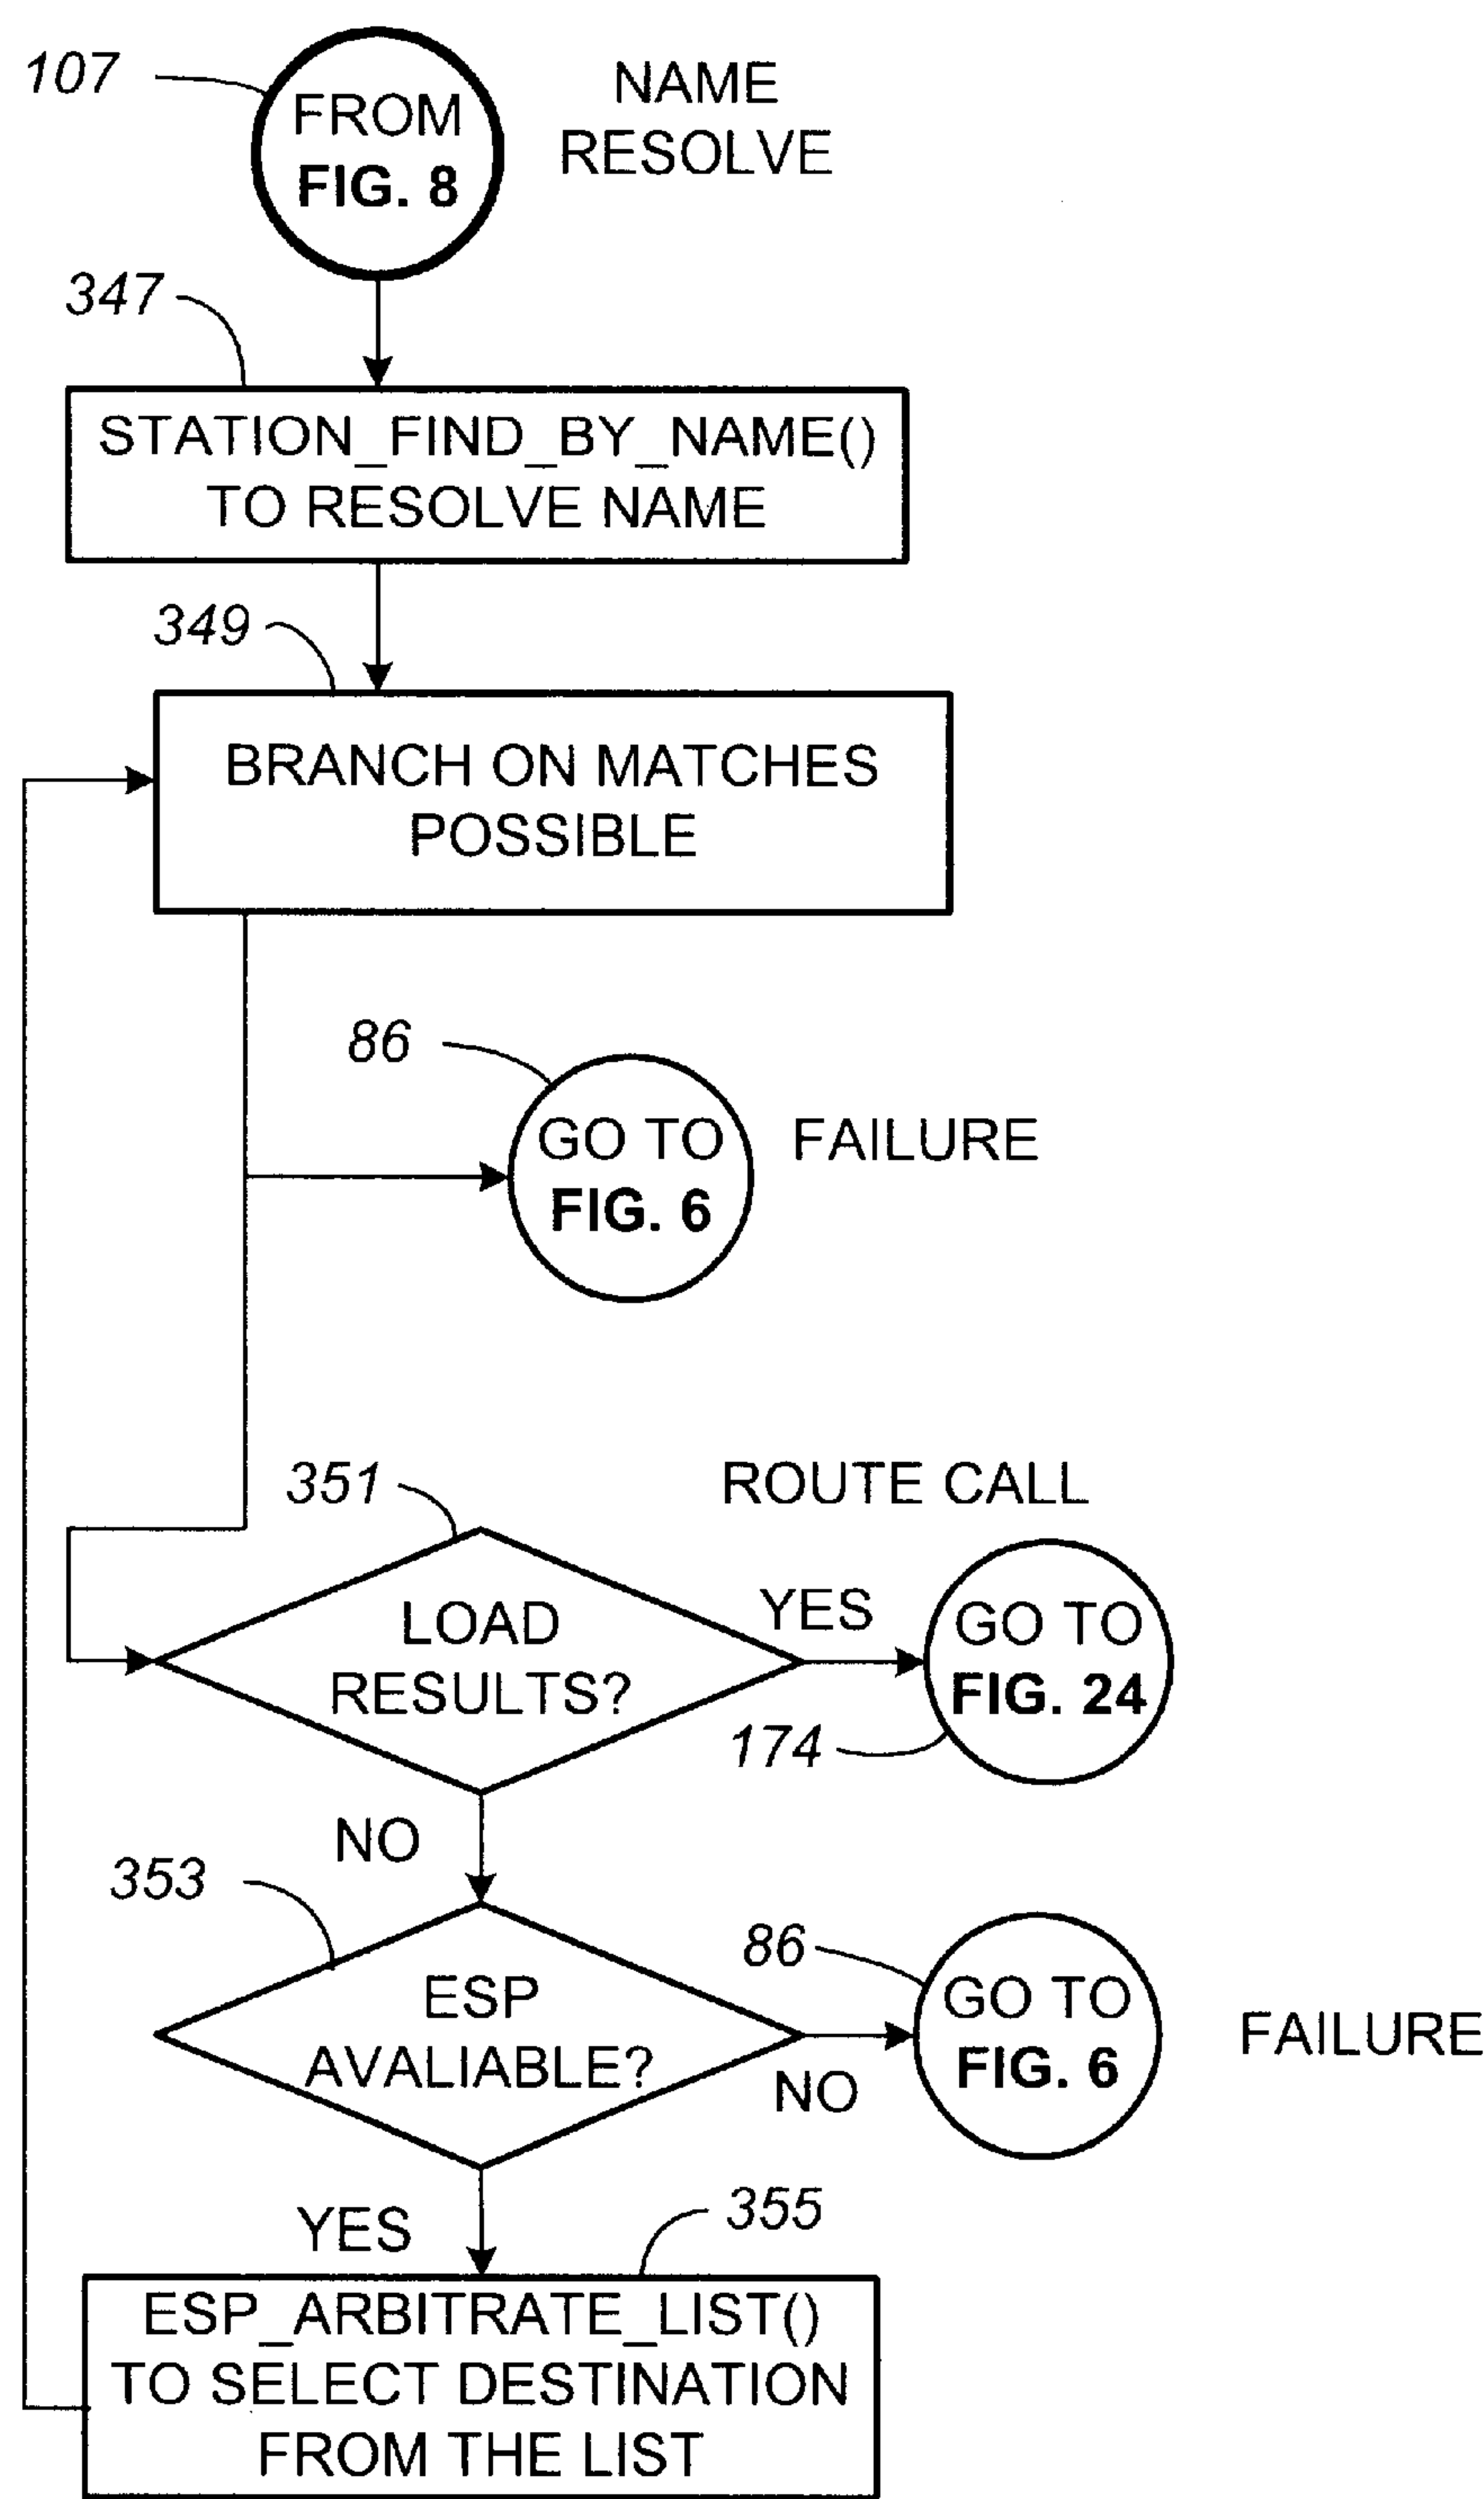 107
FROM
FIG. 8
NAME
RESOLVE
347
STATION_FIND_BY_NAME()
TO RESOLVE NAME
349
BRANCH ON MATCHES
POSSIBLE
86
GO TO
FIG. 6
FAILURE
351
ROUTE CALL
LOAD
RESULTS?
YES
GO TO
FIG. 24
174
NO
353
ESP
AVALIABLE?
86
GO TO
FIG. 6
FAILURE
NO
YES
355
ESP_ARBITRATE_LIST()
TO SELECT DESTINATION
FROM THE LIST